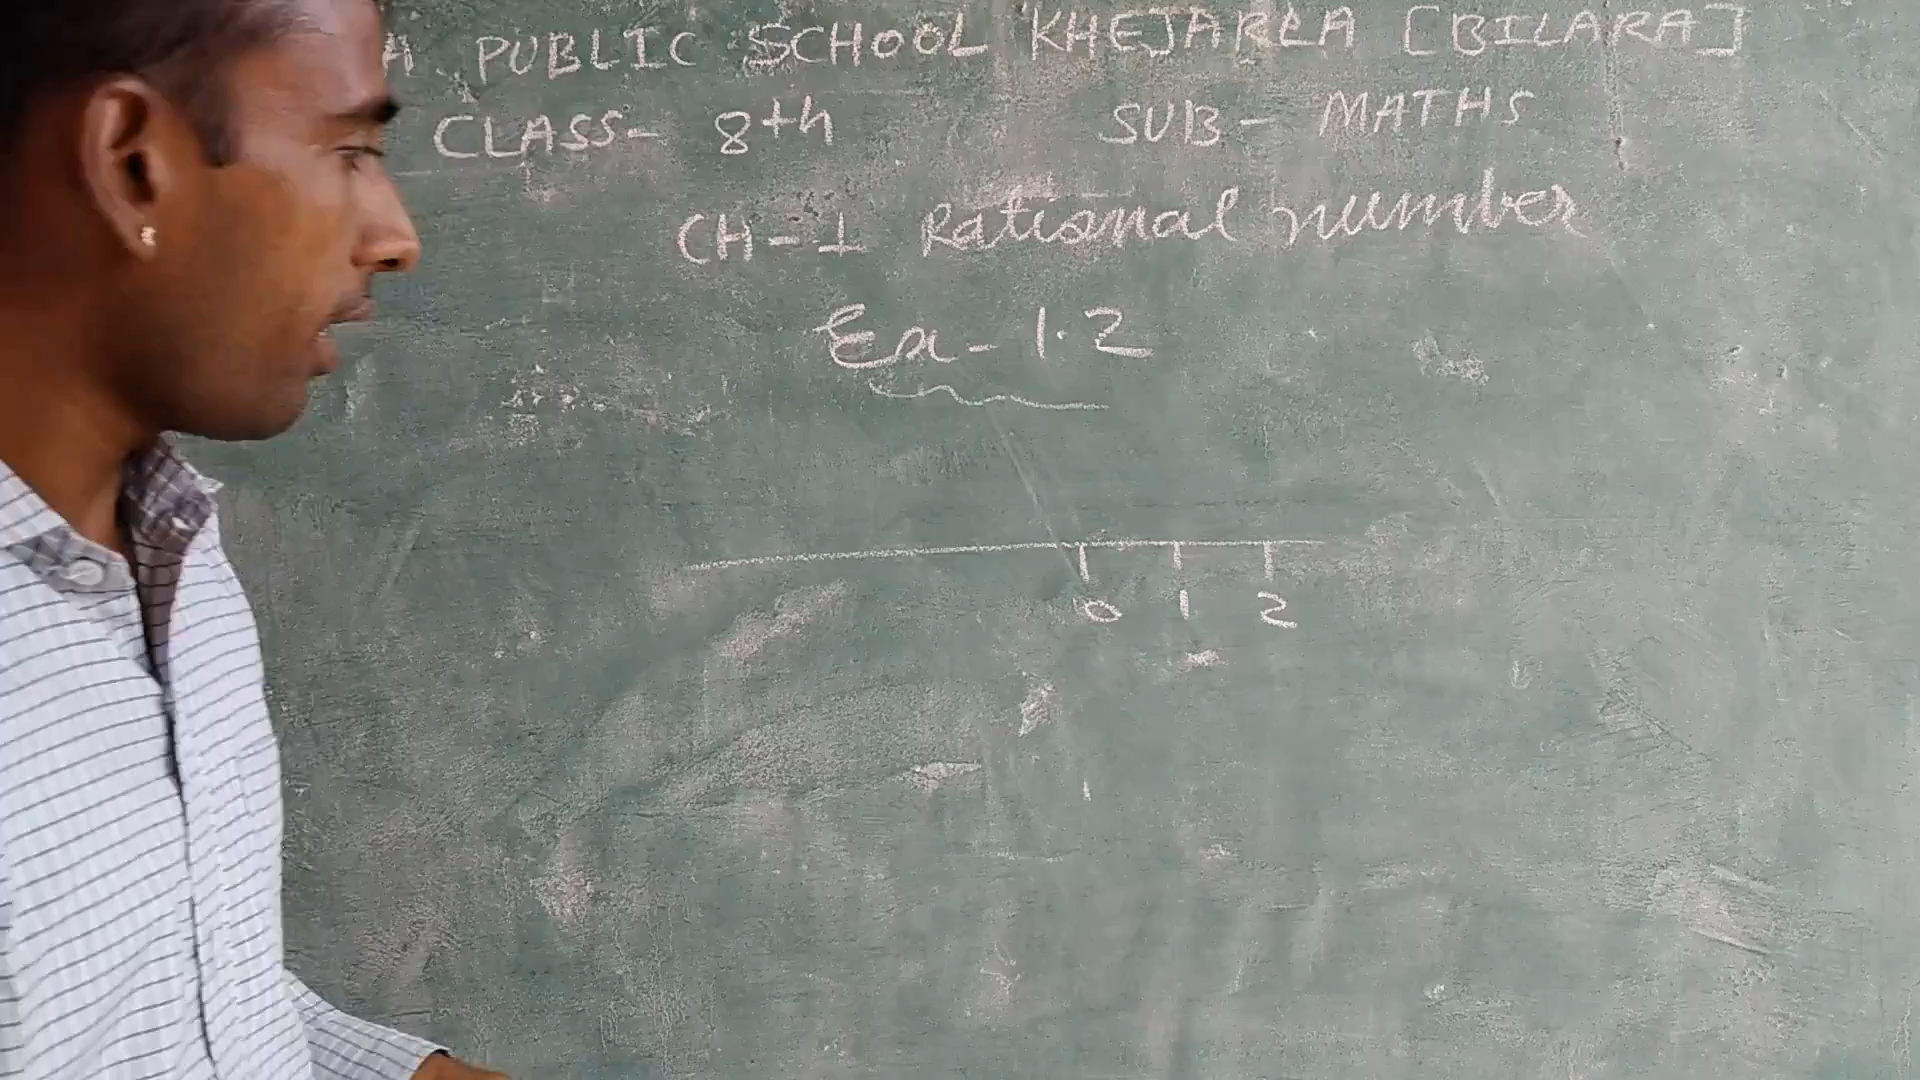 A PUBLIC SCHOOL KHEJARLA [BILARA]
CLASS- 8th SUB- MATHS
CH-1 Rational number
Ex- 1.2
0 1 2